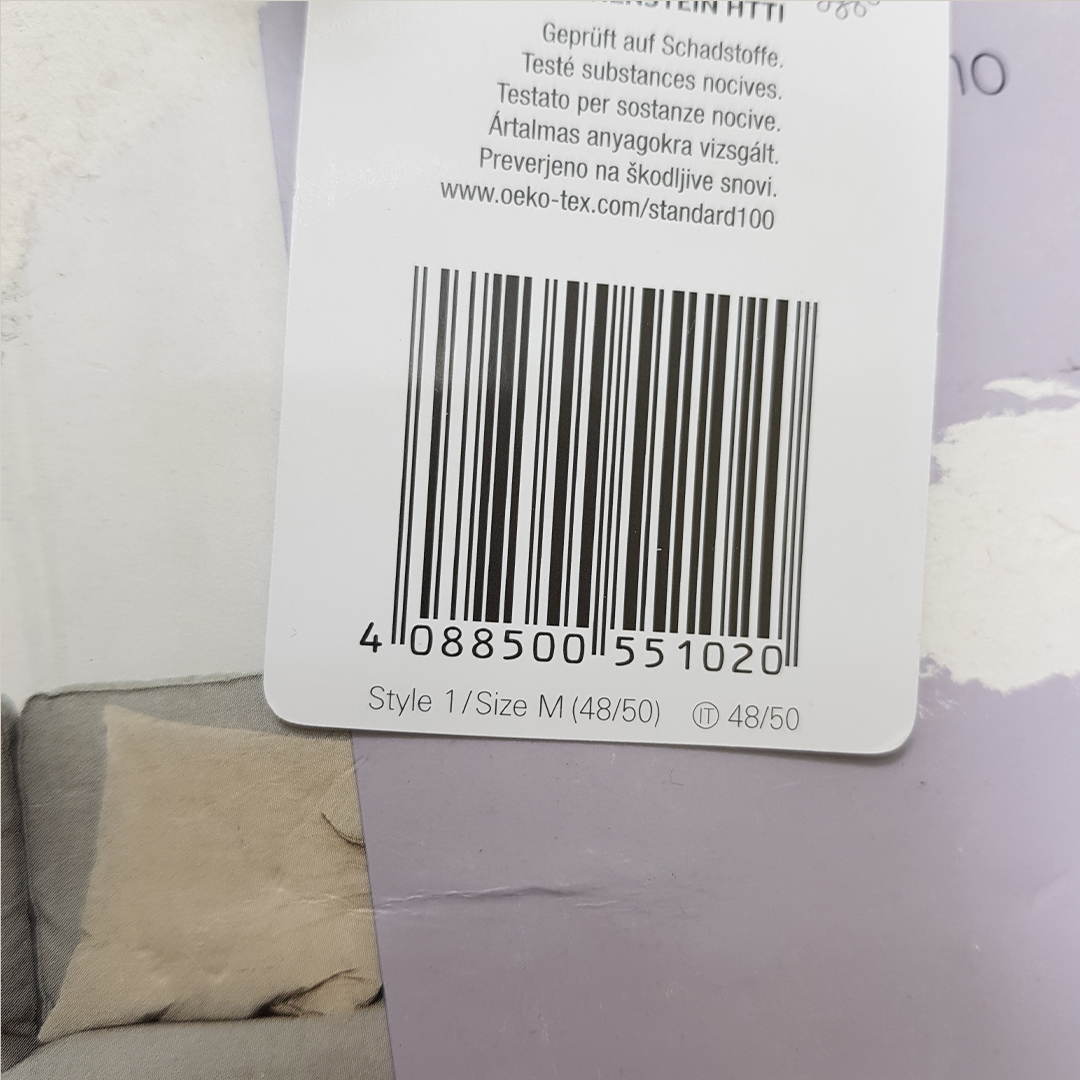 HTTI
Geprüft auf Schadstoffe.
Testé substances nocives.
Testato per sostanze nocive.
Ártalmas anyagokra vizsgált.
Preverjeno na škodljive snovi.
www.oeko-tex.com/standard100
4 088500 551020
Style 1/Size M (48/50) IT 48/50